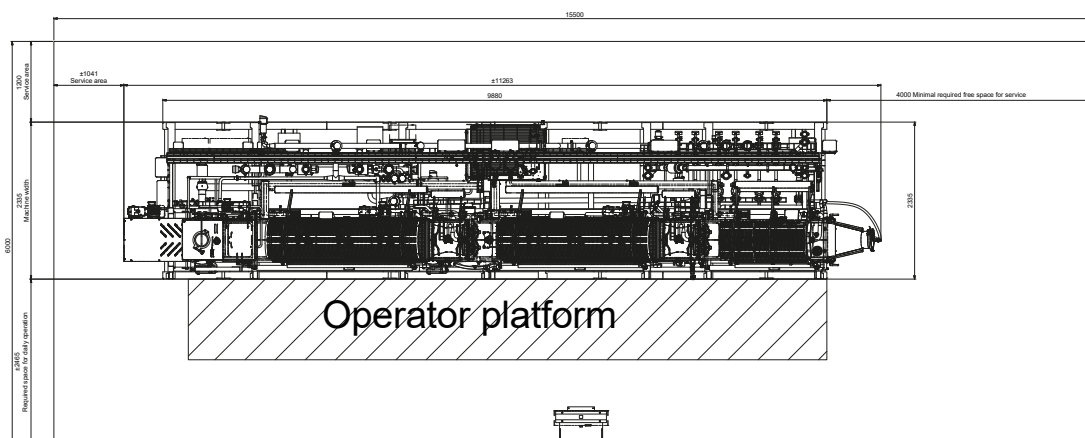 15500
±1041
Service area
±11263
9880
4000 Minimal required free space for service
1200
Service area
2335
Machine width
2335
6000
Operator platform
±2465
Required space for daily operation